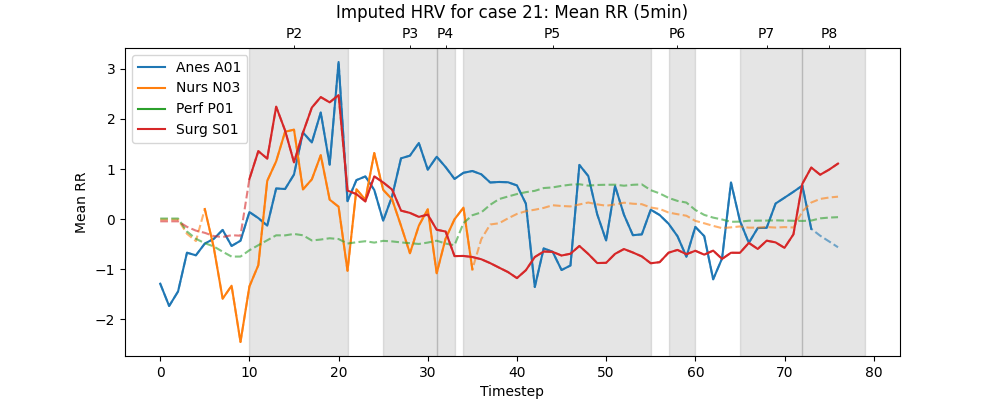 Imputed HRV for case 21: Mean RR (5min)
P2 P3 P4 P5 P6 P7 P8
Anes A01
Nurs N03
Perf P01
Surg S01
3
2
1
0
−1
−2
Mean RR
0 10 20 30 40 50 60 70 80
Timestep